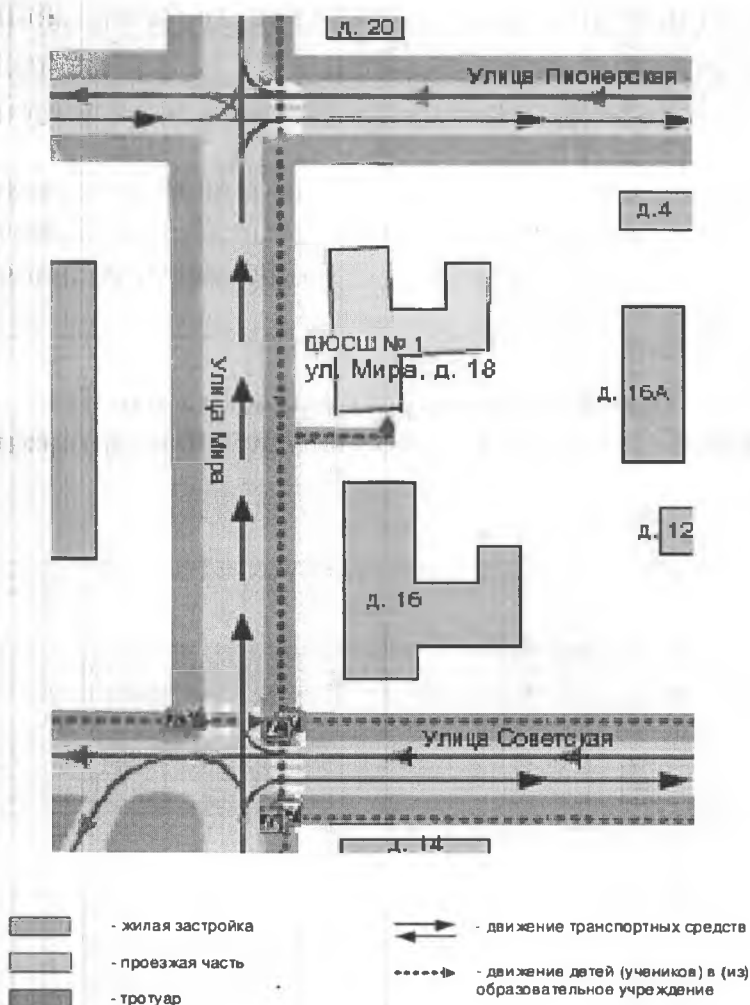 д. 20
Улица Пионерская
д.4
ДЮСШ № 1
ул. Мира, д. 18
Улица Мира
д. 16А
д. 12
д. 16
Улица Советская
д. 14
- жилая застройка
- проезжая часть
- тротуар
- движение транспортных средств
- движение детей (учеников) в (из)
образовательное учреждение